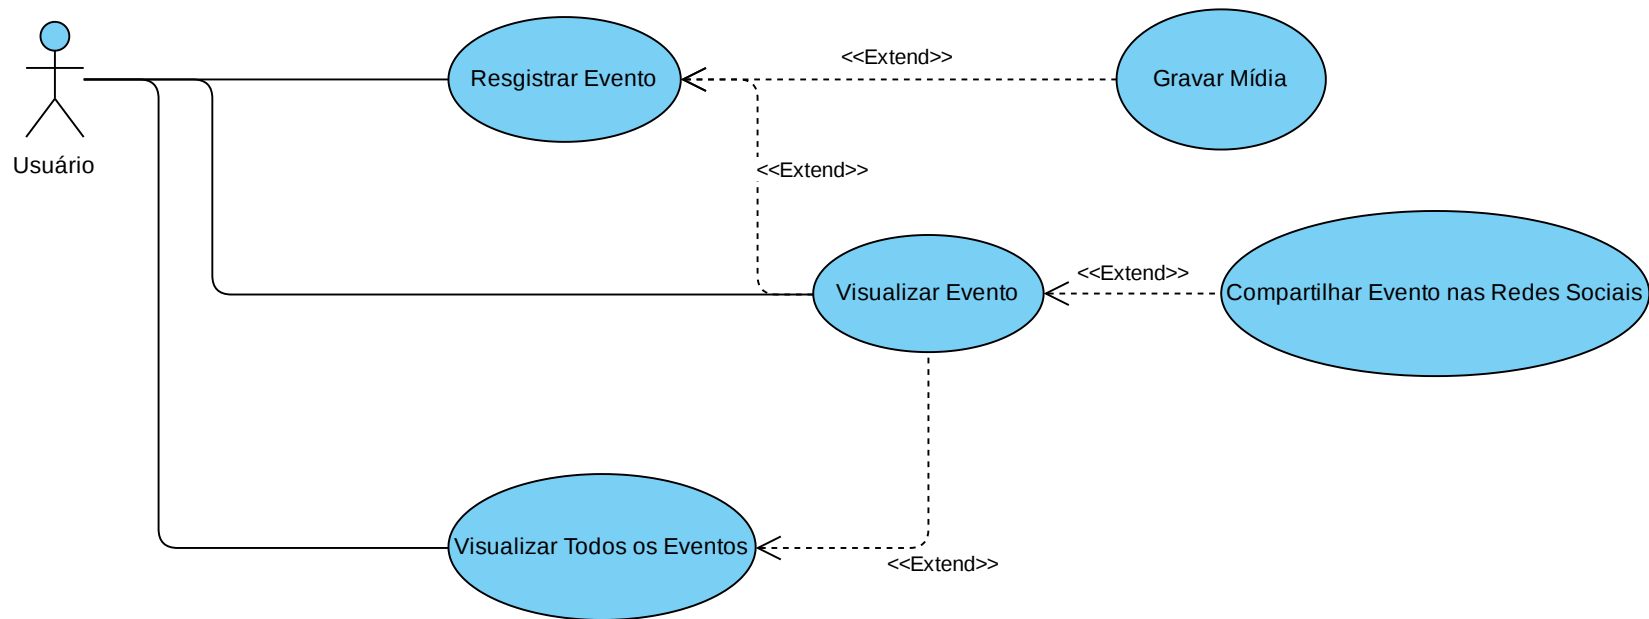 <<Extend>>
Resgistrar Evento
Gravar Mídia
Usuário
<<Extend>>
<<Extend>>
Visualizar Evento
Compartilhar Evento nas Redes Sociais
Visualizar Todos os Eventos
<<Extend>>